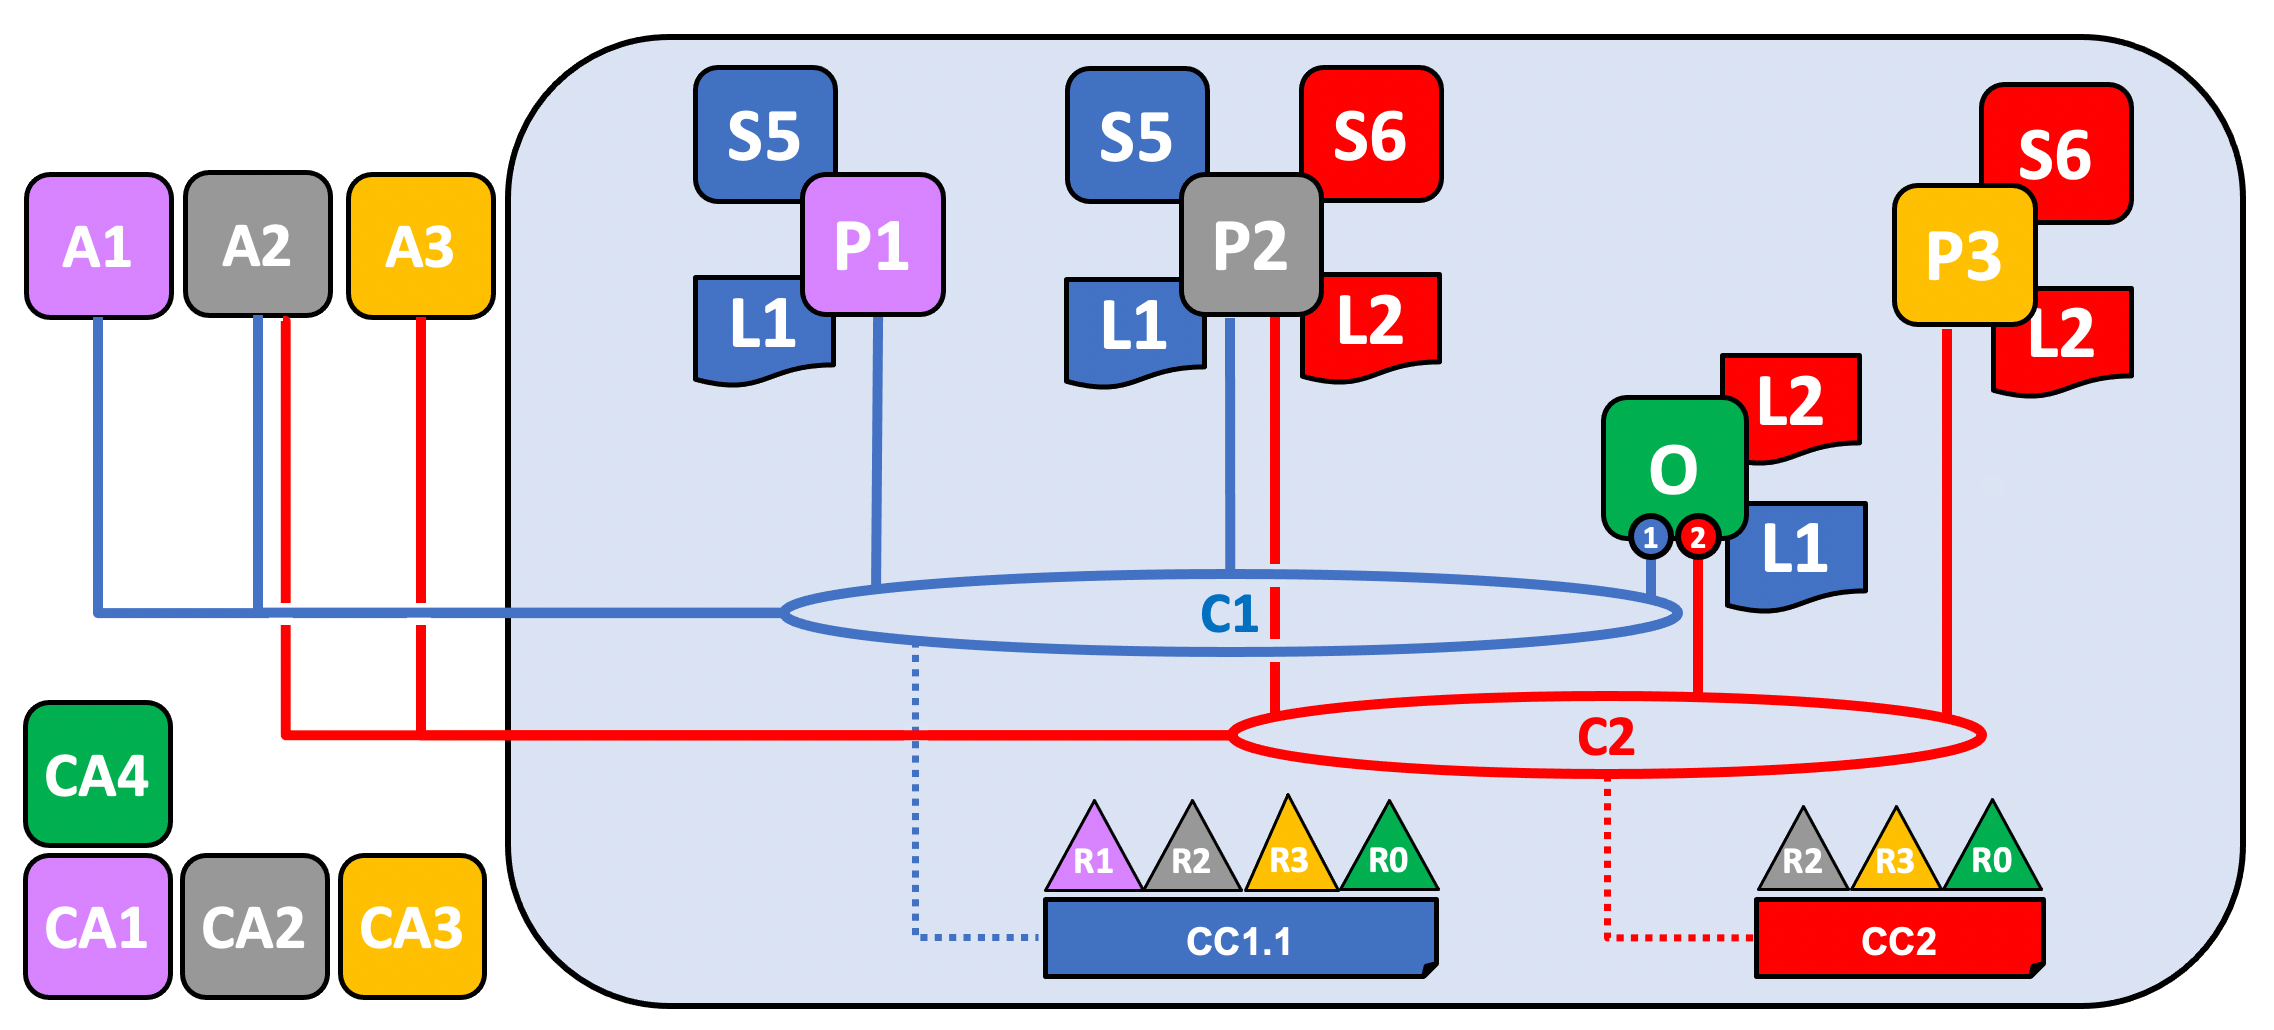 S5
S5
S6
S6
A1
A2
A3
P1
P2
P3
L1
L1
L2
L2
L2
O
1
2
L1
C1
C2
CA4
R1
R2
R3
R0
R2
R3
R0
CA1
CA2
CA3
CC1.1
CC2